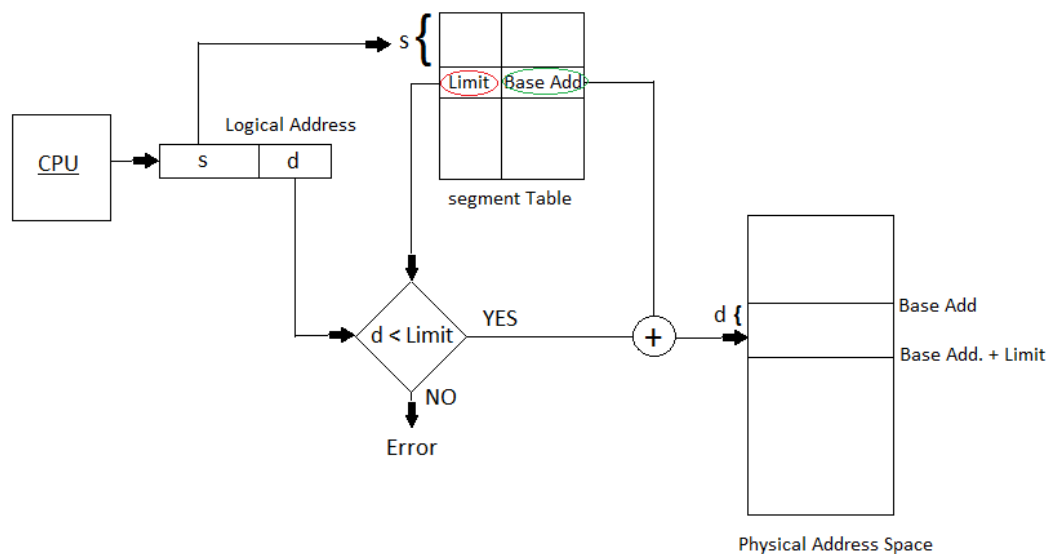 s {
Limit
Base Add
Logical Address
CPU
s
d
segment Table
d {
Base Add
d < Limit
YES
+
Base Add. + Limit
NO
Error
Physical Address Space